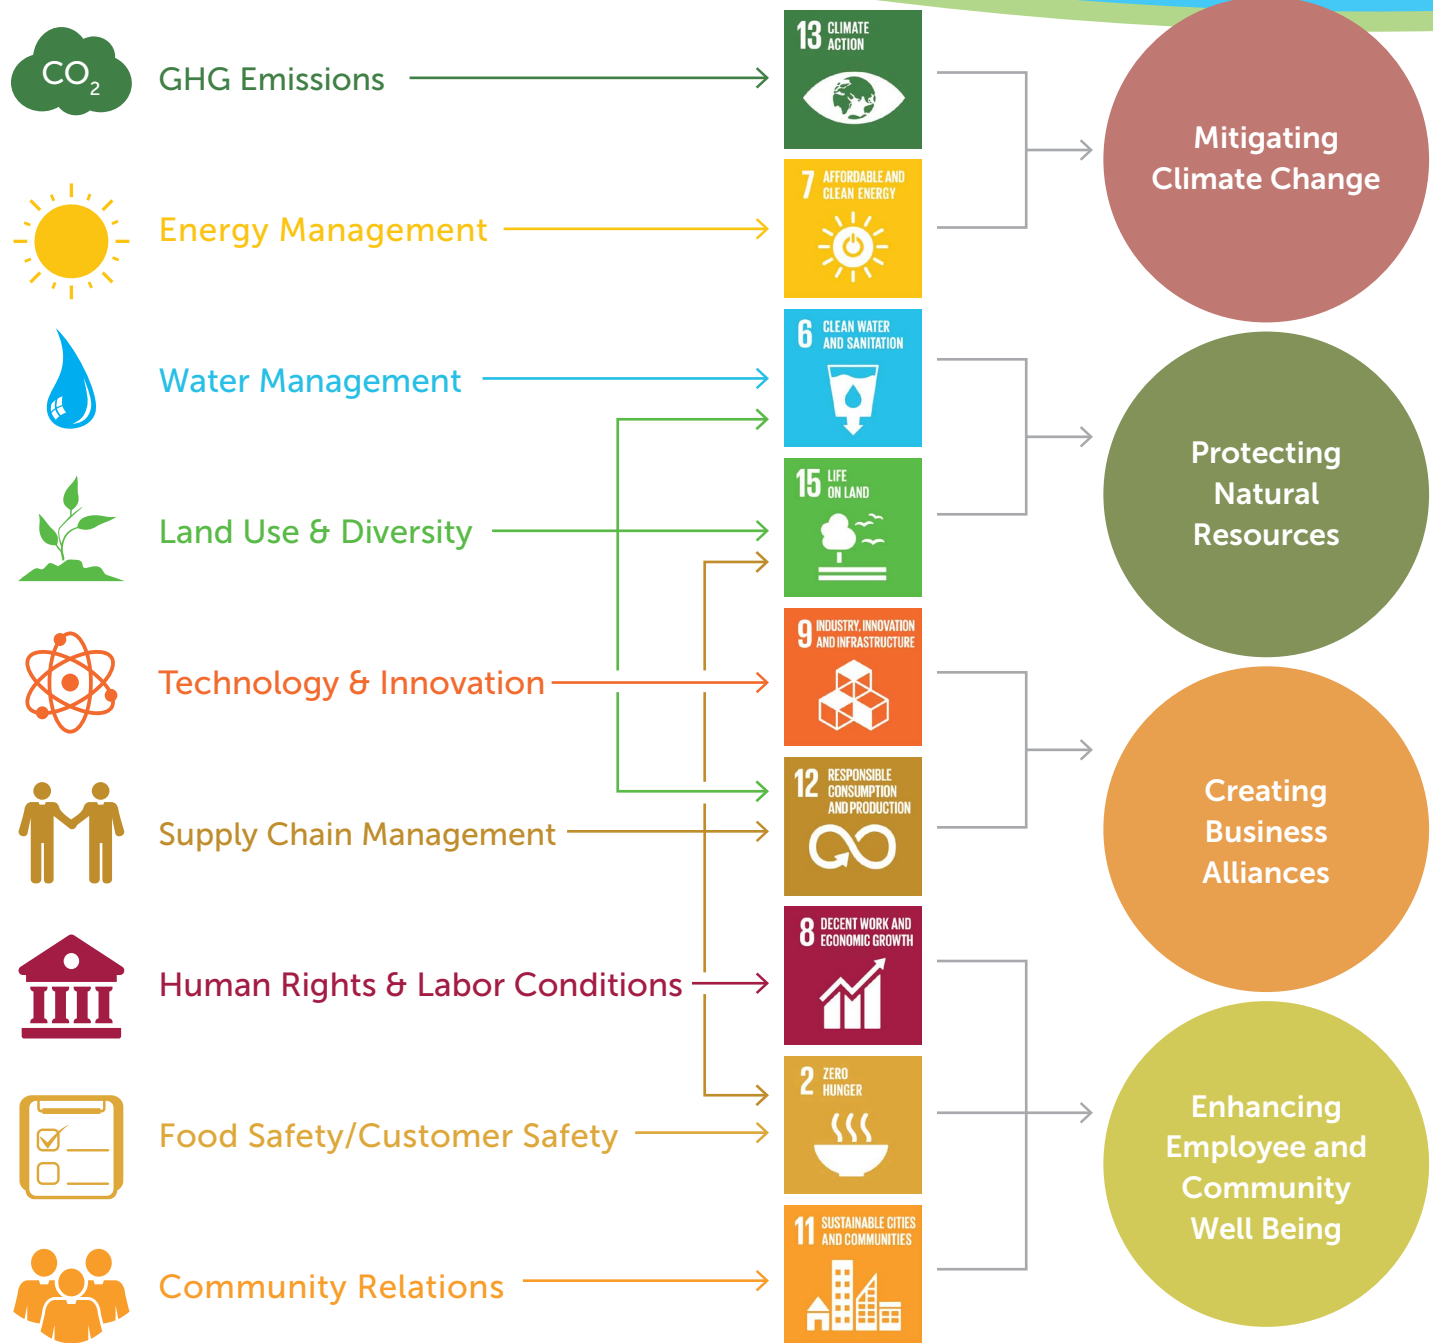 CO2
GHG Emissions
13 CLIMATE
ACTION
Mitigating
Climate Change
Energy Management
7 AFFORDABLE AND
CLEAN ENERGY
Water Management
6 CLEAN WATER
AND SANITATION
Protecting
Natural
Resources
Land Use & Diversity
15 LIFE
ON LAND
Technology & Innovation
9 INDUSTRY, INNOVATION
AND INFRASTRUCTURE
Creating
Business
Alliances
Supply Chain Management
12 RESPONSIBLE
CONSUMPTION
AND PRODUCTION
Human Rights & Labor Conditions
8 DECENT WORK AND
ECONOMIC GROWTH
Enhancing
Employee and
Community
Well Being
Food Safety/Customer Safety
2 ZERO
HUNGER
Community Relations
11 SUSTAINABLE CITIES
AND COMMUNITIES